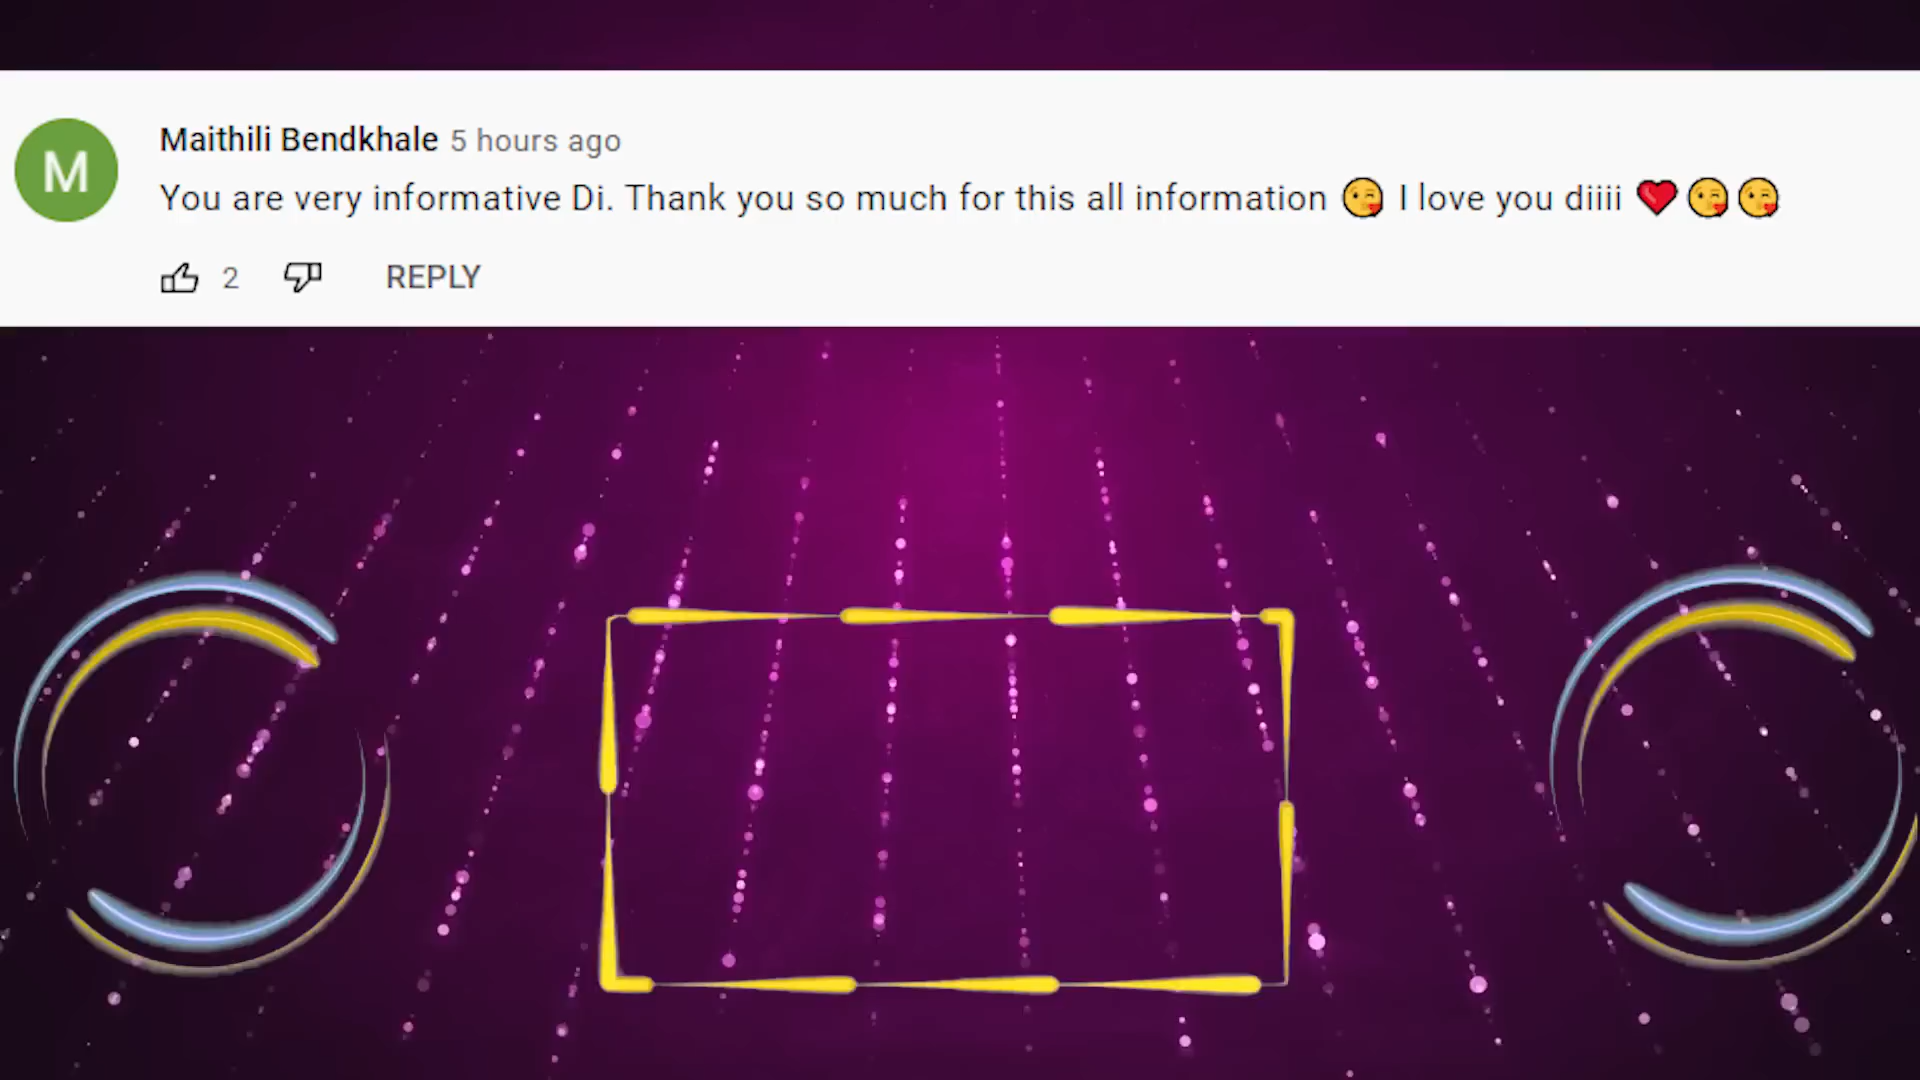 M
Maithili Bendkhale 5 hours ago
You are very informative Di. Thank you so much for this all information 😘 I love you diiii ❤️😘😘
2 REPLY